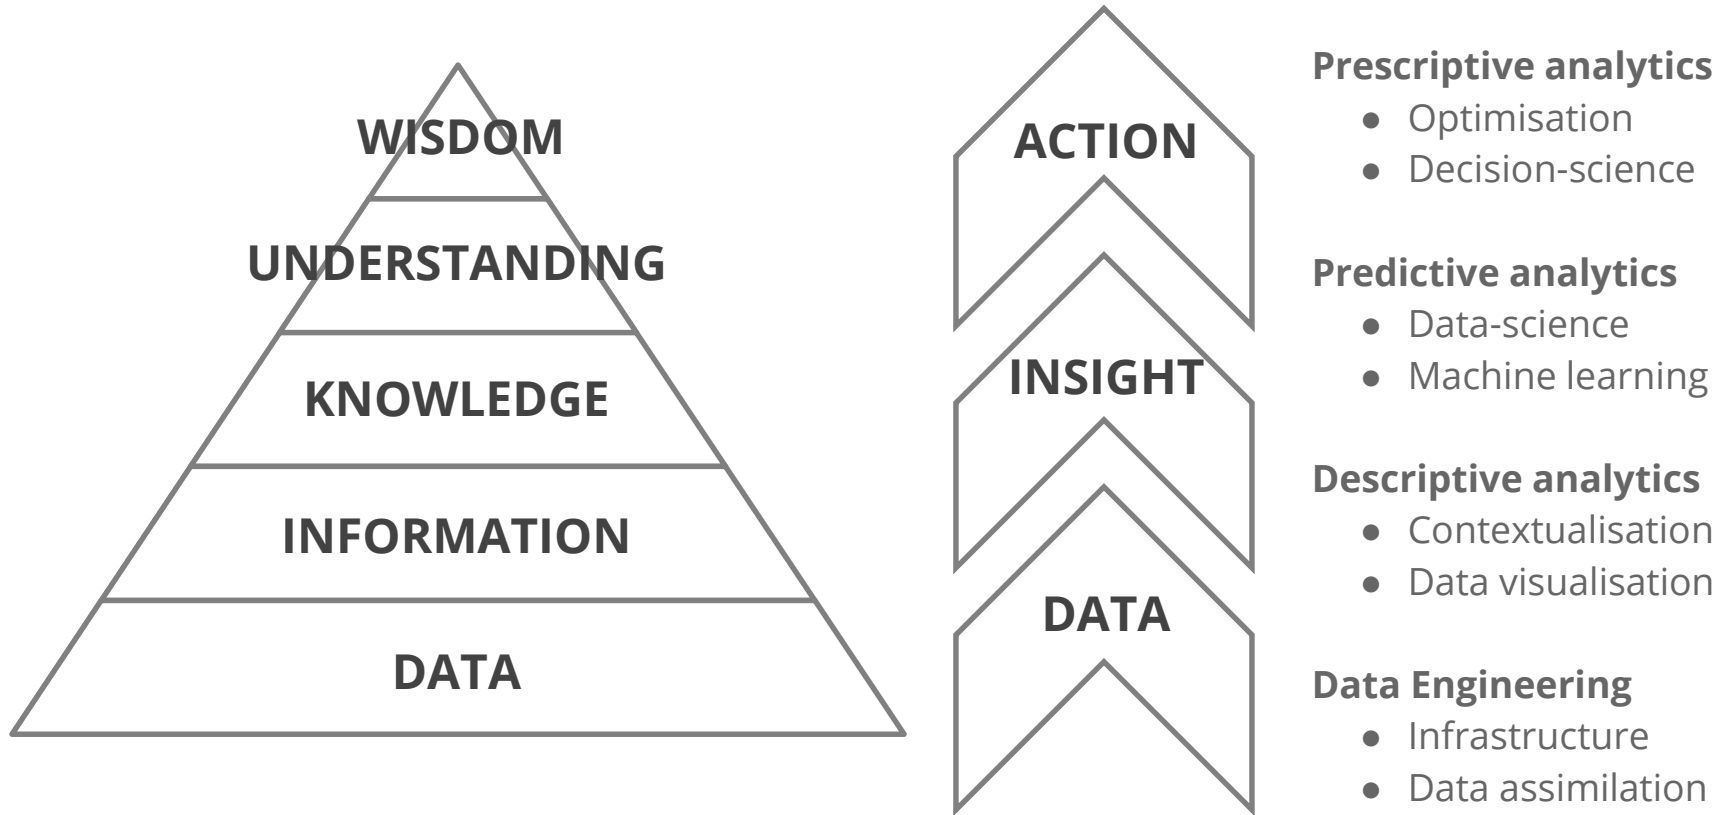 WISDOM
UNDERSTANDING
KNOWLEDGE
INFORMATION
DATA
ACTION
INSIGHT
DATA
Prescriptive analytics
● Optimisation
● Decision-science
Predictive analytics
● Data-science
● Machine learning
Descriptive analytics
● Contextualisation
● Data visualisation
Data Engineering
● Infrastructure
● Data assimilation